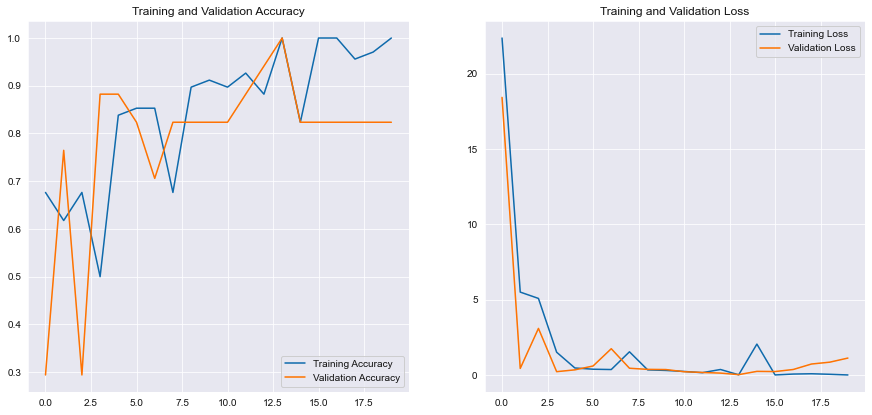 Training and Validation Accuracy
1.0
0.9
0.8
0.7
0.6
0.5
0.4
0.3
0.0 2.5 5.0 7.5 10.0 12.5 15.0 17.5
Training Accuracy
Validation Accuracy
Training and Validation Loss
20
15
10
5
0
0.0 2.5 5.0 7.5 10.0 12.5 15.0 17.5
Training Loss
Validation Loss